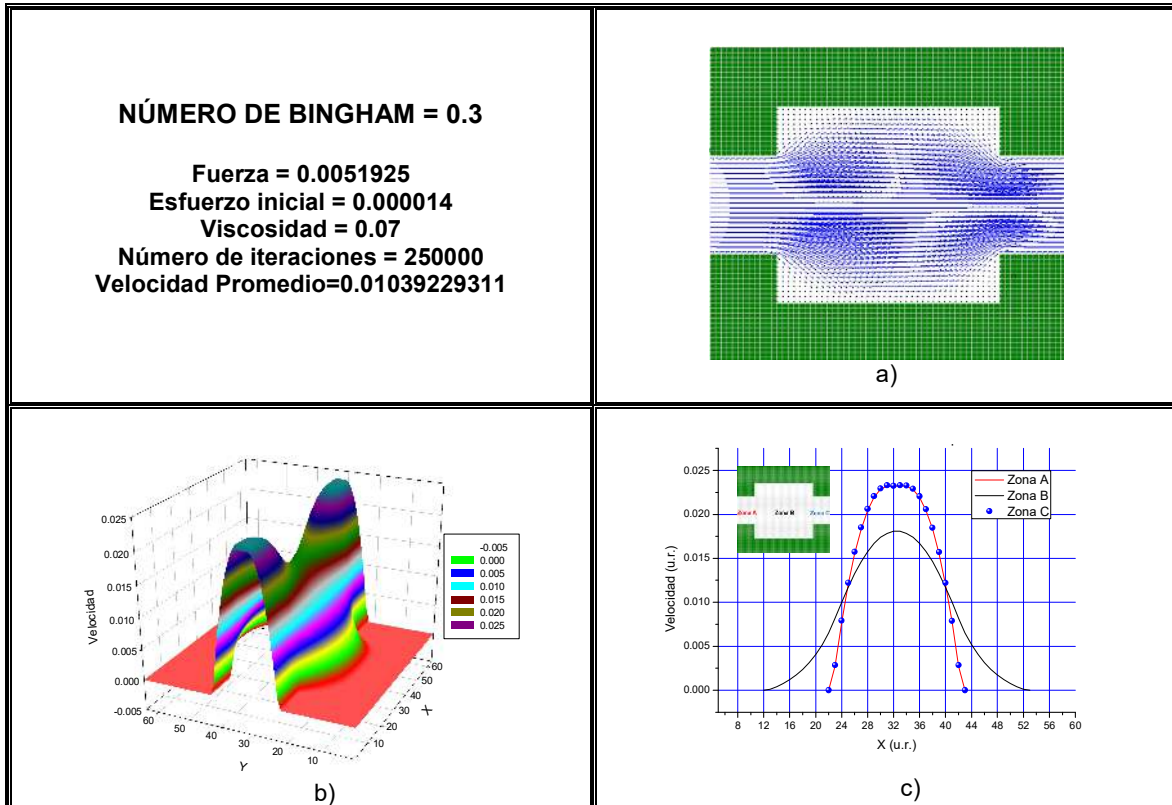 NÚMERO DE BINGHAM = 0.3
Fuerza = 0.0051925
Esfuerzo inicial = 0.000014
Viscosidad = 0.07
Número de iteraciones = 250000
Velocidad Promedio=0.01039229311
a)
0.025
0.020
0.015
0.010
0.005
0.000
-0.005
Velocidad
60
50
40
30
20
10
Y
10
20
30
40
50
60
X
-0.005
0.000
0.005
0.010
0.015
0.020
0.025
b)
0.025
0.020
0.015
0.010
0.005
0.000
Velocidad (u.r.)
Zona A
Zona B
Zona C
Zona A
Zona B
Zona C
8 12 16 20 24 28 32 36 40 44 48 52 56 60
X (u.r.)
c)